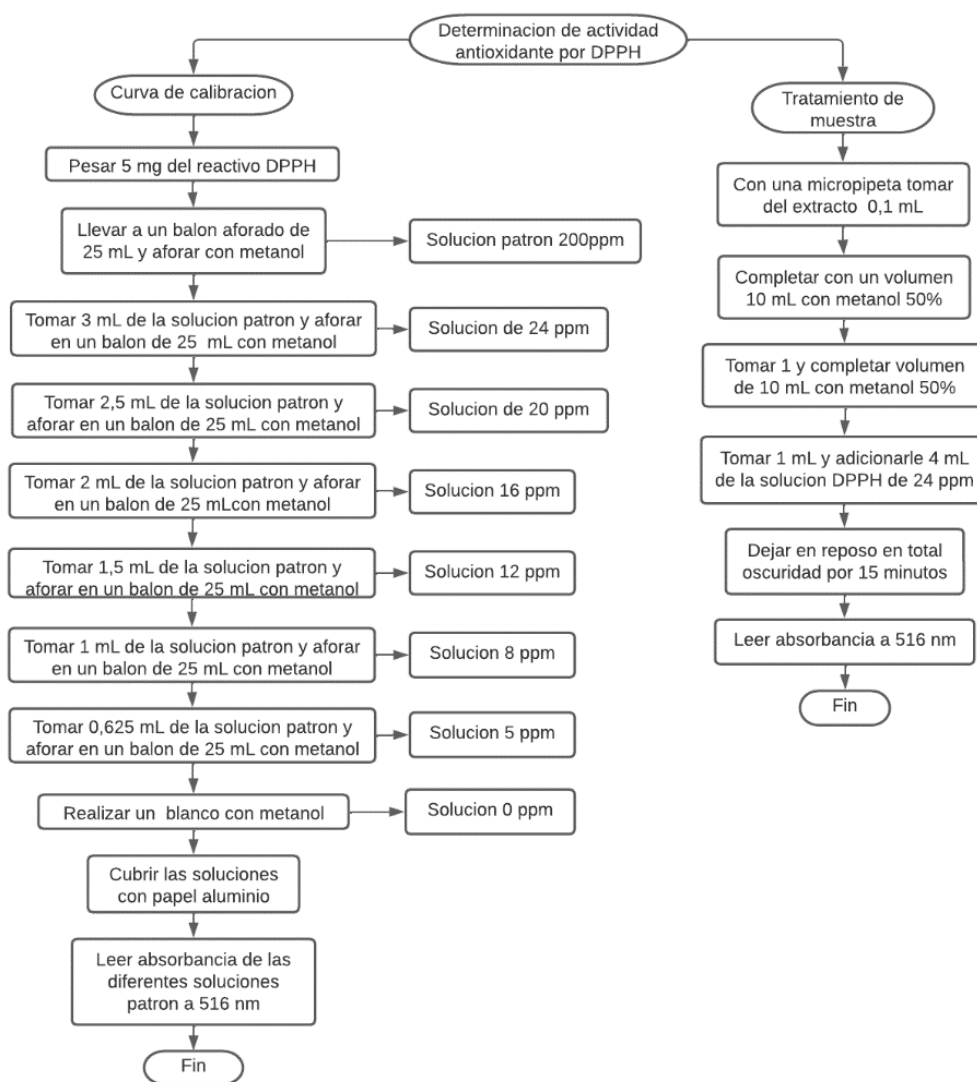 Determinacion de actividad
antioxidante por DPPH
Curva de calibracion
Pesar 5 mg del reactivo DPPH
Llevar a un balon aforado de
25 mL y aforar con metanol
Solucion patron 200ppm
Tomar 3 mL de la solucion patron y aforar
en un balon de 25 mL con metanol
Solucion de 24 ppm
Tomar 2,5 mL de la solucion patron y
aforar en un balon de 25 mL con metanol
Solucion de 20 ppm
Tomar 2 mL de la solucion patron y aforar
en un balon de 25 mLcon metanol
Solucion 16 ppm
Tomar 1,5 mL de la solucion patron y
aforar en un balon de 25 mL con metanol
Solucion 12 ppm
Tomar 1 mL de la solucion patron y aforar
en un balon de 25 mL con metanol
Solucion 8 ppm
Tomar 0,625 mL de la solucion patron y
aforar en un balon de 25 mL con metanol
Solucion 5 ppm
Realizar un blanco con metanol
Solucion 0 ppm
Cubrir las soluciones
con papel aluminio
Leer absorbancia de las
diferentes soluciones
patron a 516 nm
Fin
Tratamiento de
muestra
Con una micropipeta tomar
del extracto 0,1 mL
Completar con un volumen
10 mL con metanol 50%
Tomar 1 y completar volumen
de 10 mL con metanol 50%
Tomar 1 mL y adicionarle 4 mL
de la solucion DPPH de 24 ppm
Dejar en reposo en total
oscuridad por 15 minutos
Leer absorbancia a 516 nm
Fin